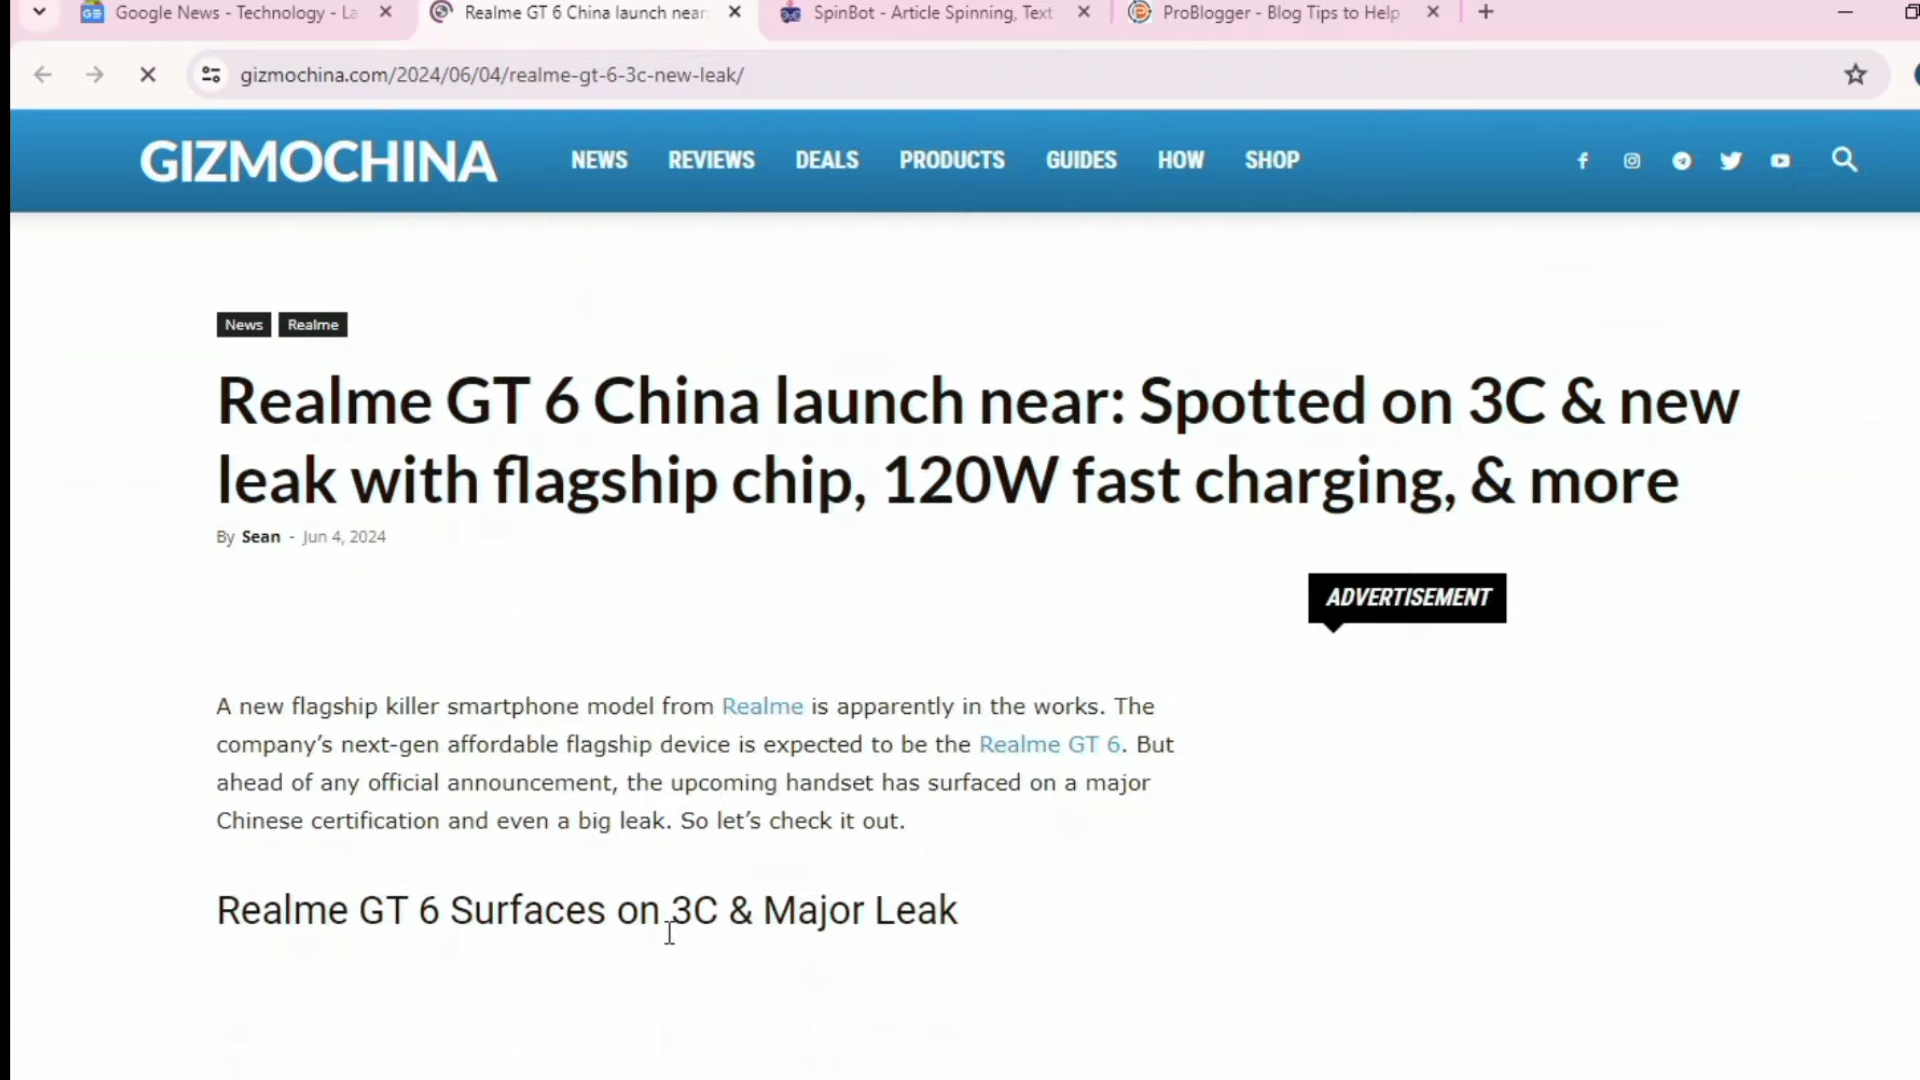 Google News - Technology - La
Realme GT 6 China launch near
SpinBot - Article Spinning, Text
ProBlogger - Blog Tips to Help
gizmochina.com/2024/06/04/realme-gt-6-3c-new-leak/
GIZMOCHINA NEWS REVIEWS DEALS PRODUCTS GUIDES HOW SHOP
News Realme
Realme GT 6 China launch near: Spotted on 3C & new
leak with flagship chip, 120W fast charging, & more
By Sean - Jun 4, 2024
ADVERTISEMENT
A new flagship killer smartphone model from Realme is apparently in the works. The
company’s next-gen affordable flagship device is expected to be the Realme GT 6. But
ahead of any official announcement, the upcoming handset has surfaced on a major
Chinese certification and even a big leak. So let’s check it out.
Realme GT 6 Surfaces on 3C & Major Leak